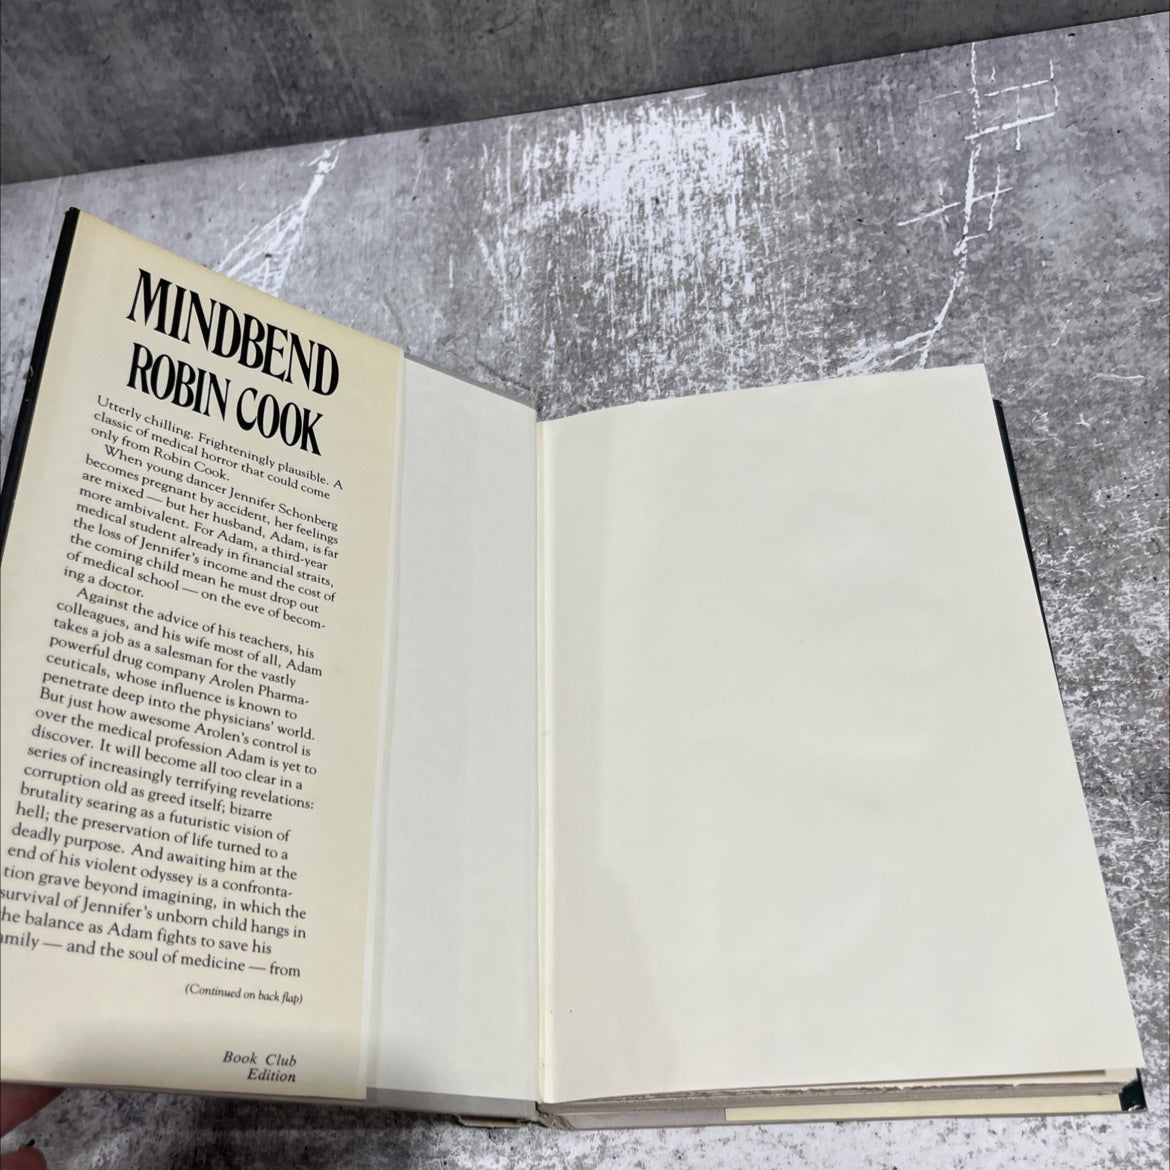 MINDBEND
ROBIN COOK
Utterly chilling. Frighteningly plausible. A
classic of medical horror that could come
only from Robin Cook.
When young dancer Jennifer Schonberg
becomes pregnant by accident, her feelings
are mixed — but her husband, Adam, is far
more ambivalent. For Adam, a third-year
medical student already in financial straits,
the loss of Jennifer's income and the cost of
the coming child mean he must drop out
of medical school — on the eve of becom-
ing a doctor.
Against the advice of his teachers, his
colleagues, and his wife most of all, Adam
takes a job as a salesman for the vastly
powerful drug company Arolen Pharma-
ceuticals, whose influence is known to
penetrate deep into the physicians' world.
But just how awesome Arolen's control is
over the medical profession Adam is yet to
discover. It will become all too clear in a
series of increasingly terrifying revelations:
corruption old as greed itself; bizarre
brutality searing as a futuristic vision of
hell; the preservation of life turned to a
deadly purpose. And awaiting him at the
end of his violent odyssey is a confronta-
tion grave beyond imagining, in which the
survival of Jennifer's unborn child hangs in
he balance as Adam fights to save his
amily — and the soul of medicine — from
(Continued on back flap)
Book Club
Edition